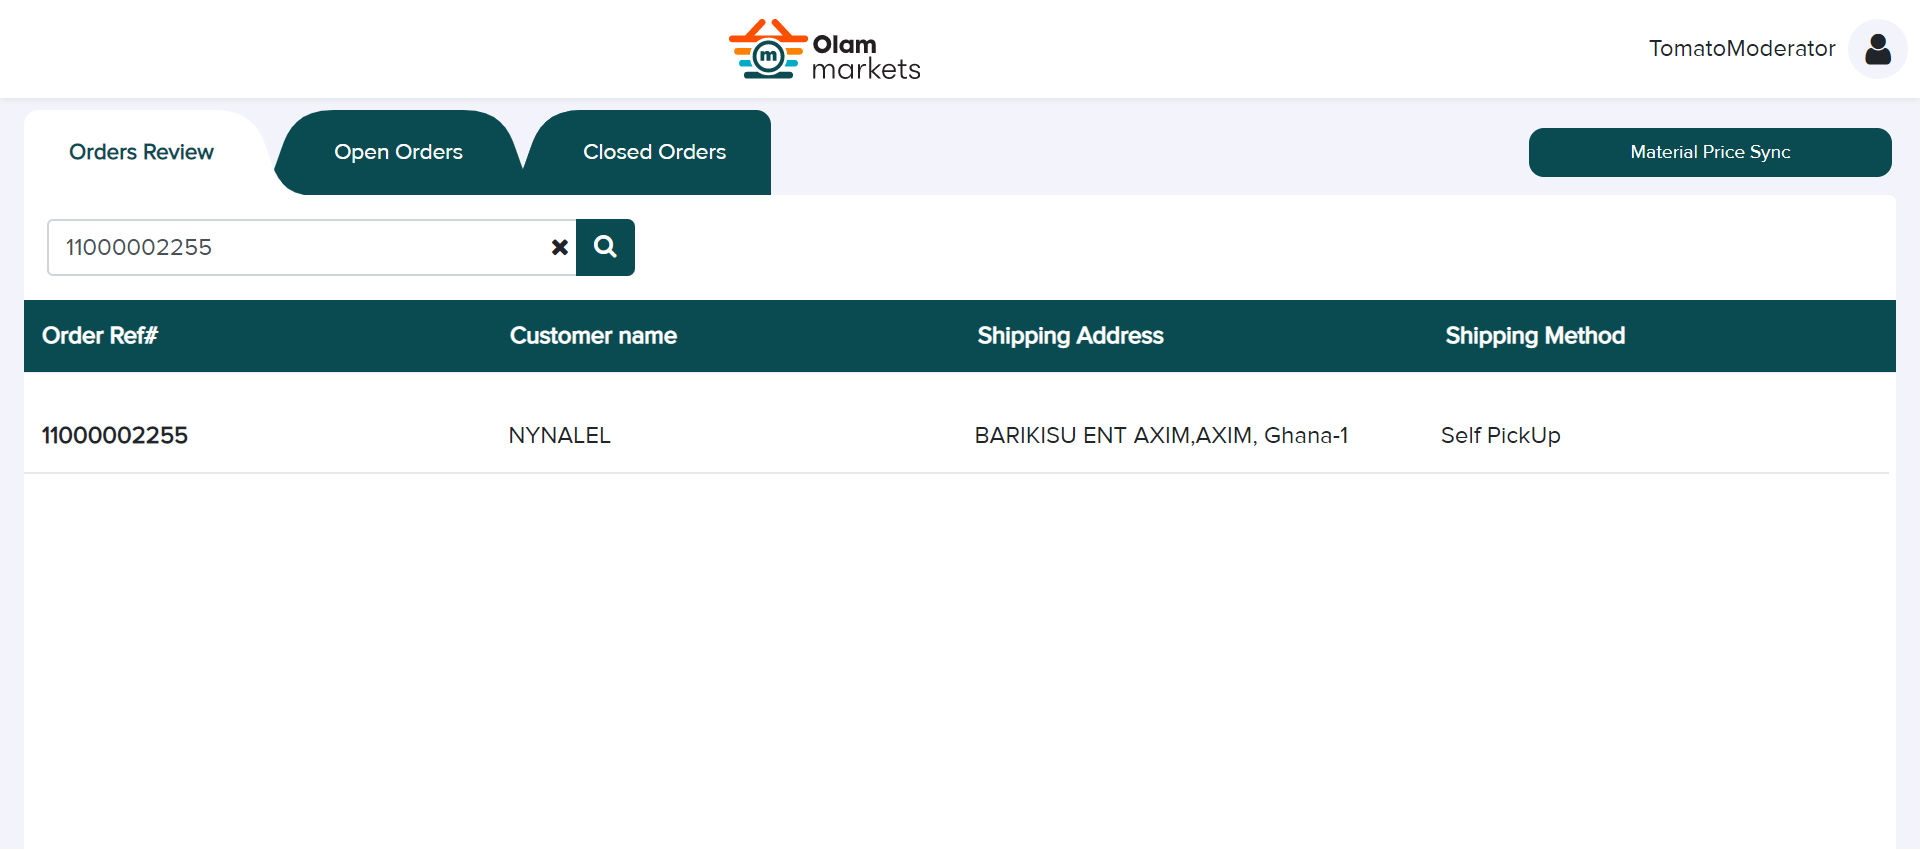 m Olam markets
TomatoModerator
Orders Review
Open Orders
Closed Orders
Material Price Sync
11000002255
Order Ref#
Customer name
Shipping Address
Shipping Method
11000002255
NYNALEL
BARIKISU ENT AXIM,AXIM, Ghana-1
Self PickUp